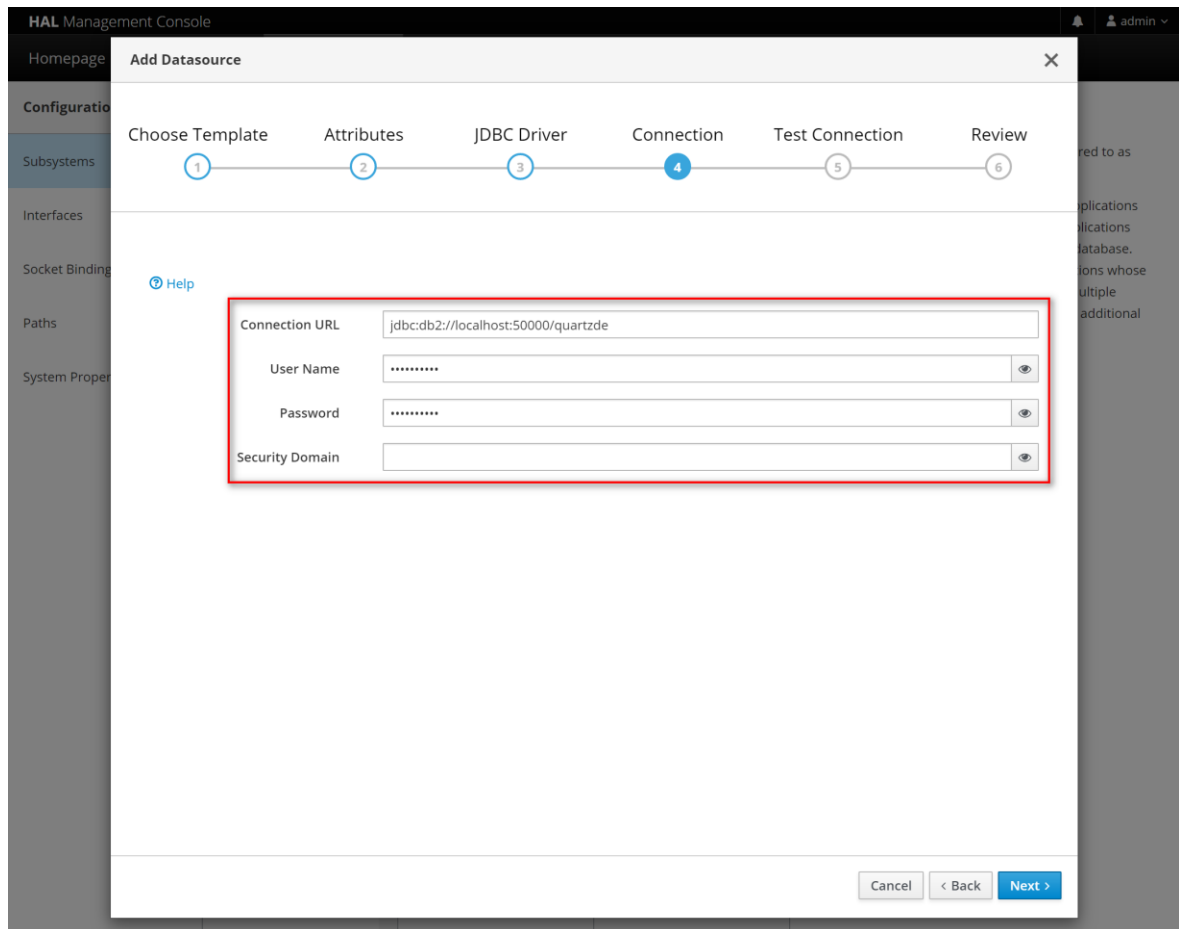 HAL Management Console
admin
Homepage
Add Datasource
Configuratio
Choose Template Attributes JDBC Driver Connection Test Connection Review
1 2 3 4 5 6
Subsystems
red to as
Interfaces
plications
plications
database.
Socket Binding
ions whose
Help
ultiple
Paths
additional
Connection URL jdbc:db2://localhost:50000/quartzde
User Name ••••••••••
System Proper
Password ••••••••••
Security Domain
Cancel < Back Next >